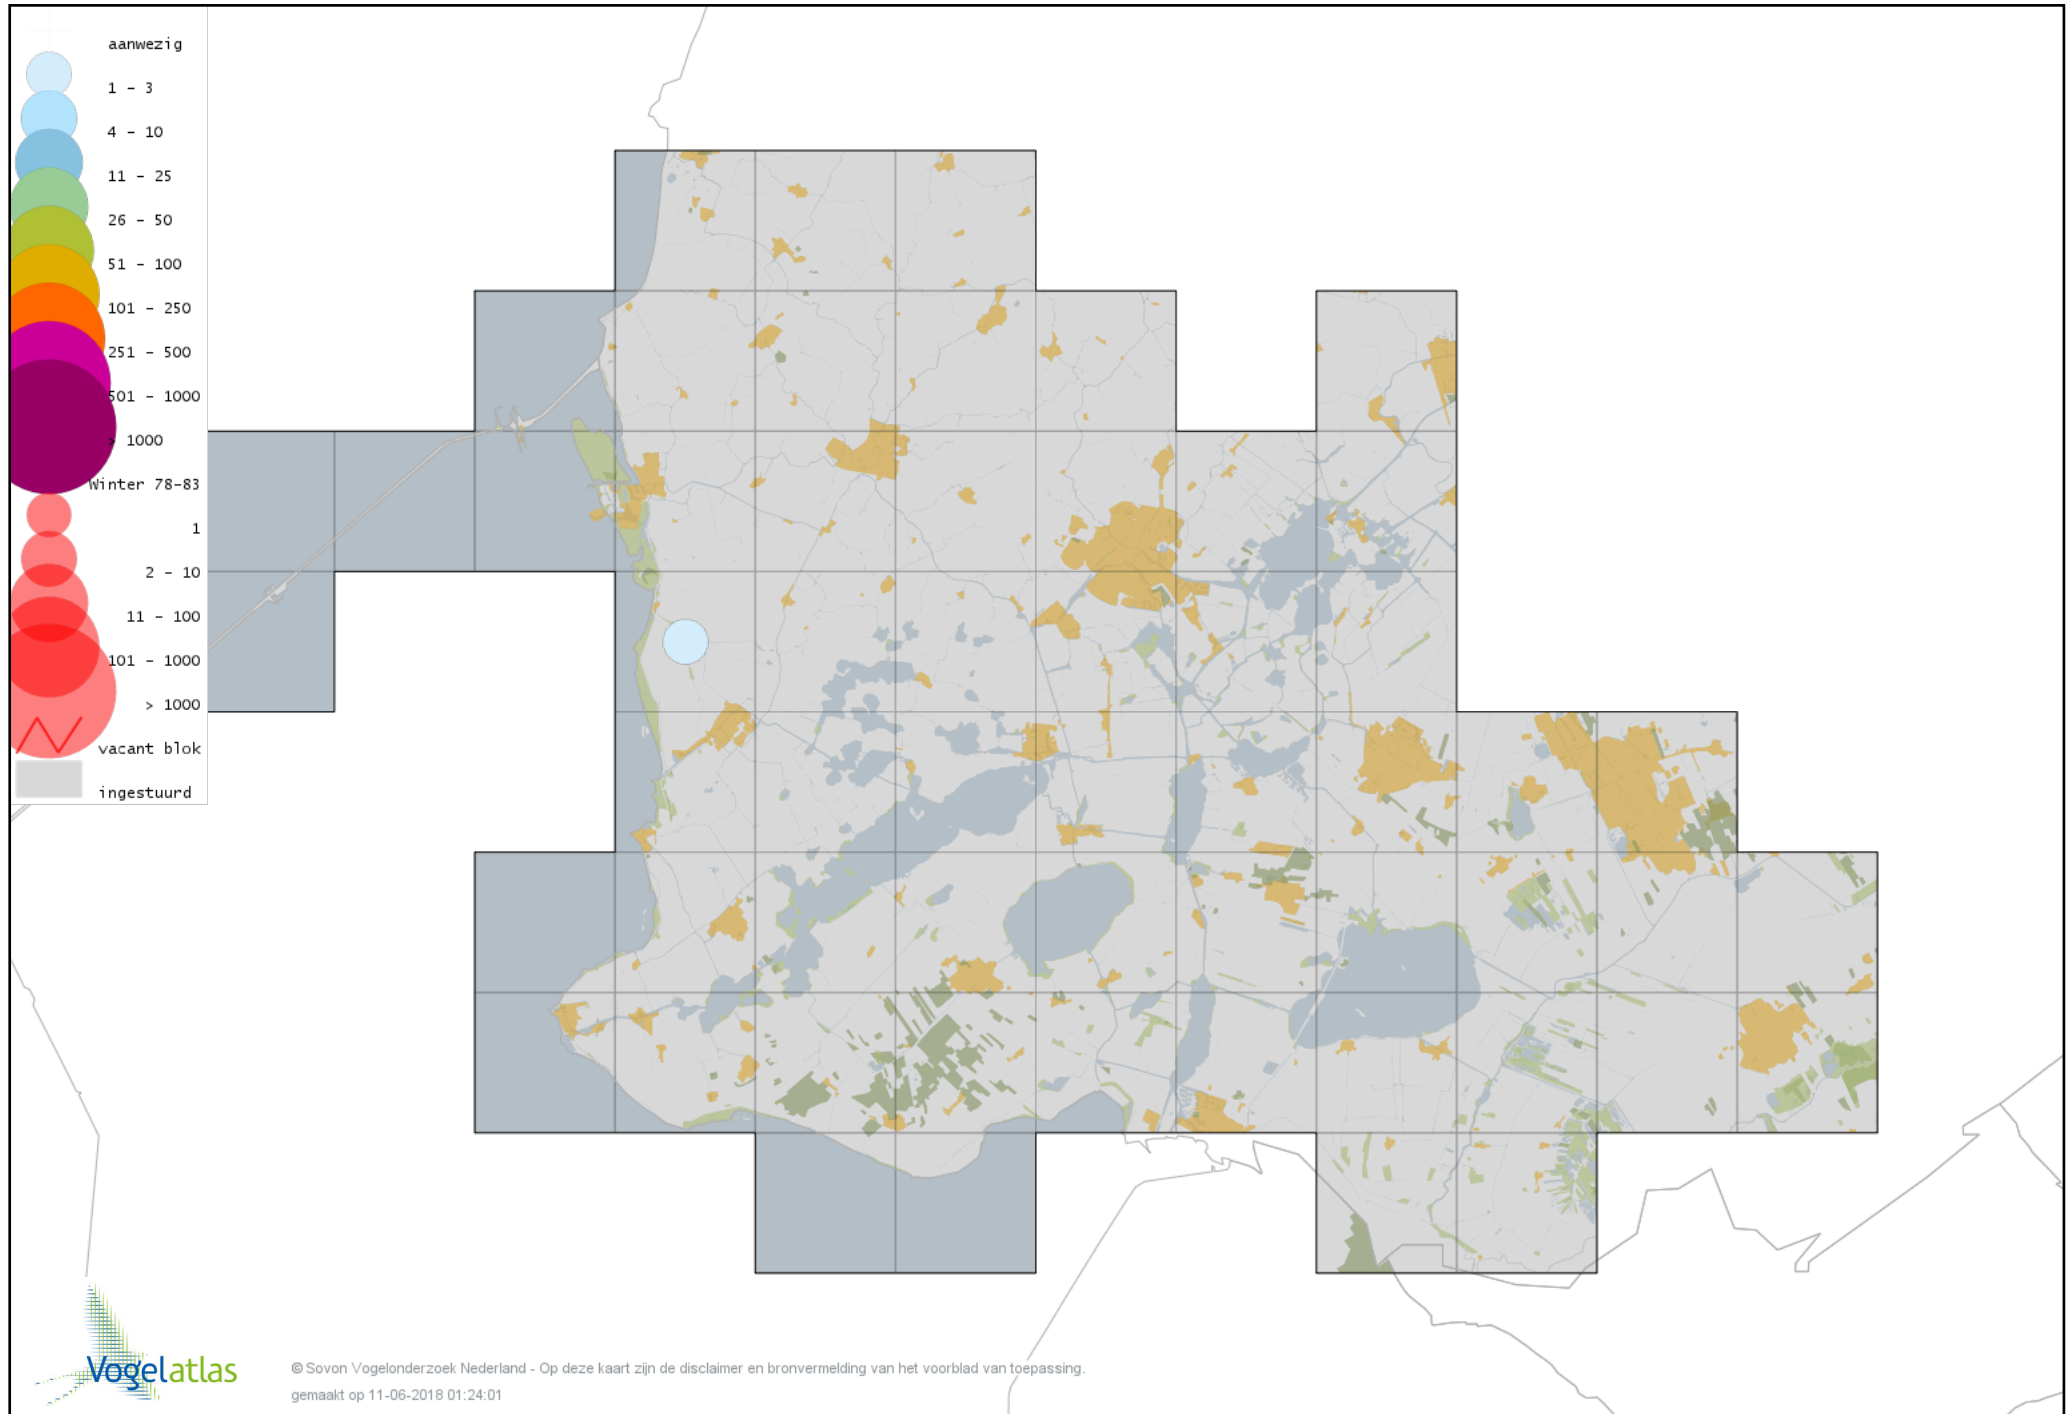 aanwezig
1 - 3
4 - 10
11 - 25
26 - 50
51 - 100
101 - 250
251 - 500
501 - 1000
> 1000
Winter 78-83
1
2 - 10
11 - 100
101 - 1000
> 1000
vacant blok
ingestuurd
Vogelatlas
© Sovon Vogelonderzoek Nederland - Op deze kaart zijn de disclaimer en bronvermelding van het voorblad van toepassing.
gemaakt op 11-06-2018 01:24:01